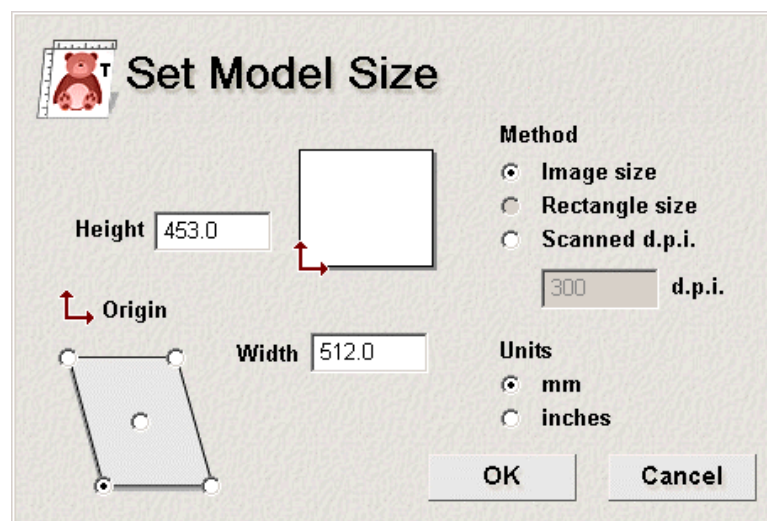 T
Set Model Size
Method
Image size
Rectangle size
Scanned d.p.i.
300 d.p.i.
Height 453.0
Origin
Width 512.0
Units
mm
inches
OK
Cancel